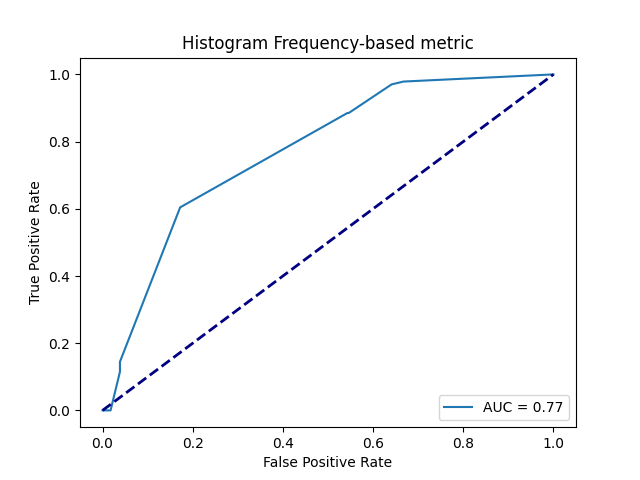 Histogram Frequency-based metric
True Positive Rate
1.0
0.8
0.6
0.4
0.2
0.0
0.0 0.2 0.4 0.6 0.8 1.0
False Positive Rate
AUC = 0.77